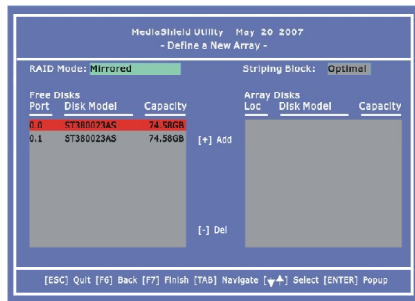 MediaShield Utility May 20 2007
- Define a New Array -
RAID Mode: Mirrored Striping Block: Optimal
Free Disks Array Disks
Port Disk Model Capacity Loc Disk Model Capacity
0.0 ST380023AS 74.58GB
0.1 ST380023AS 74.58GB
[+] Add
[-] Del
[ESC] Quit [F6] Back [F7] Finish [TAB] Navigate [↓↑] Select [ENTER] Popup